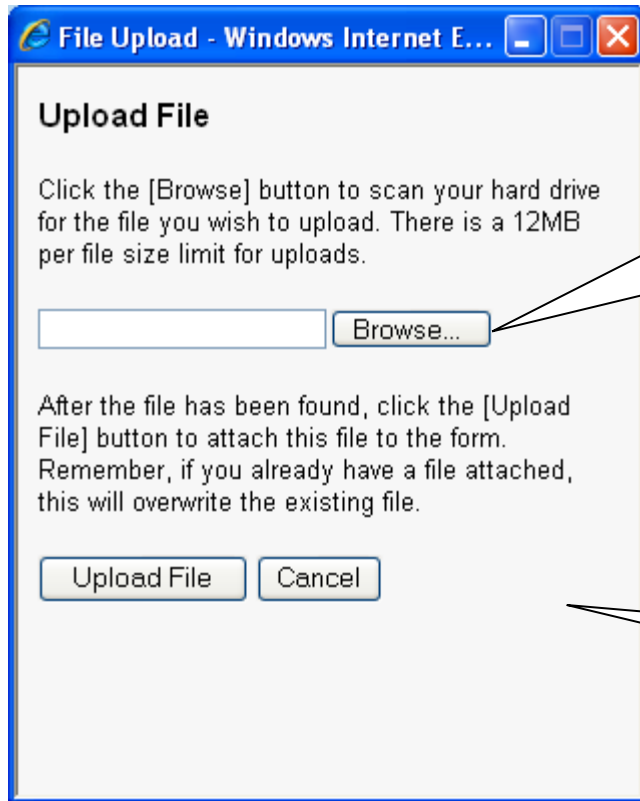 File Upload - Windows Internet E...
Upload File
Click the [Browse] button to scan your hard drive
for the file you wish to upload. There is a 12MB
per file size limit for uploads.
Browse...
After the file has been found, click the [Upload
File] button to attach this file to the form.
Remember, if you already have a file attached,
this will overwrite the existing file.
Upload File Cancel